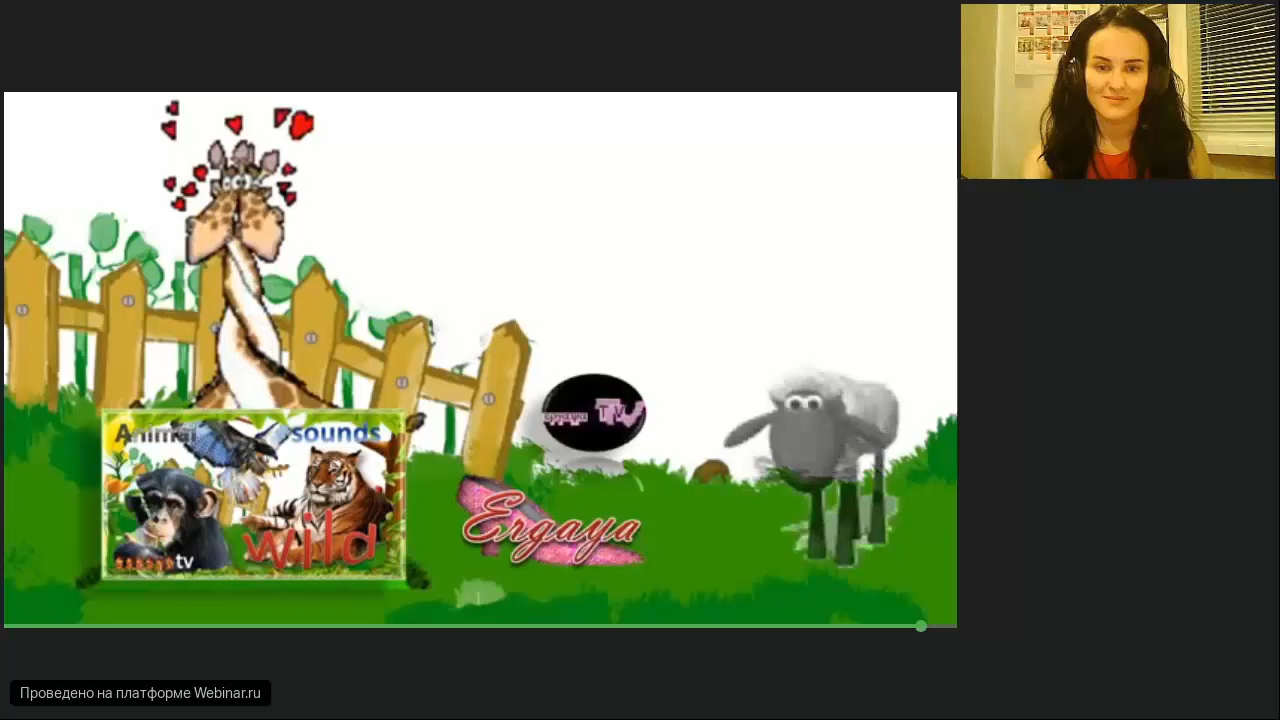 Animal sounds
wild
tv
TV
Ergaya
Проведено на платформе Webinar.ru